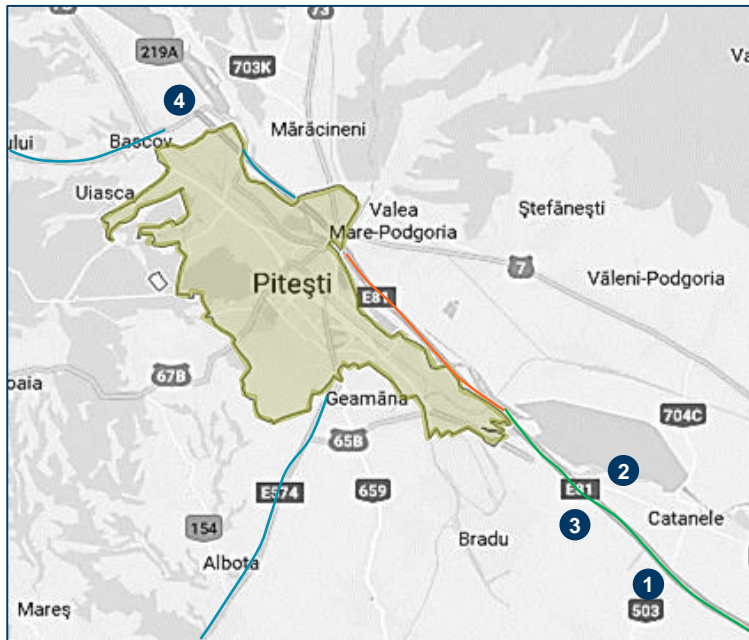 73
219A
703K
4
Mărăcineni
Bascov
ului
Uiasca
Valea
Mare-Podgoria
Ștefănești
7
Pitești
E81
Văleni-Podgoria
67B
Geamăna
704C
65B
E574
659
2
E81
3
Catanele
154
Bradu
Albota
1
503
Mareș